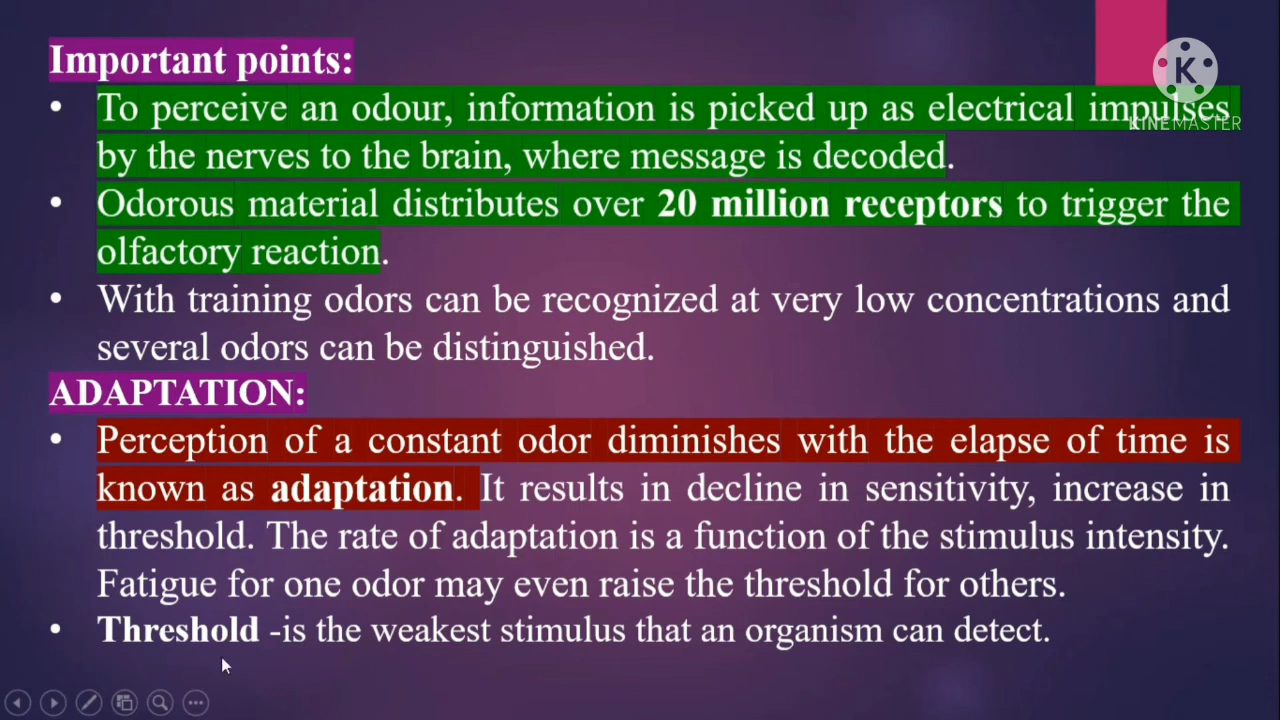 Important points:
• To perceive an odour, information is picked up as electrical impulses
by the nerves to the brain, where message is decoded.
• Odorous material distributes over 20 million receptors to trigger the
olfactory reaction.
• With training odors can be recognized at very low concentrations and
several odors can be distinguished.
ADAPTATION:
• Perception of a constant odor diminishes with the elapse of time is
known as adaptation. It results in decline in sensitivity, increase in
threshold. The rate of adaptation is a function of the stimulus intensity.
Fatigue for one odor may even raise the threshold for others.
• Threshold -is the weakest stimulus that an organism can detect.
K
KINEMASTER